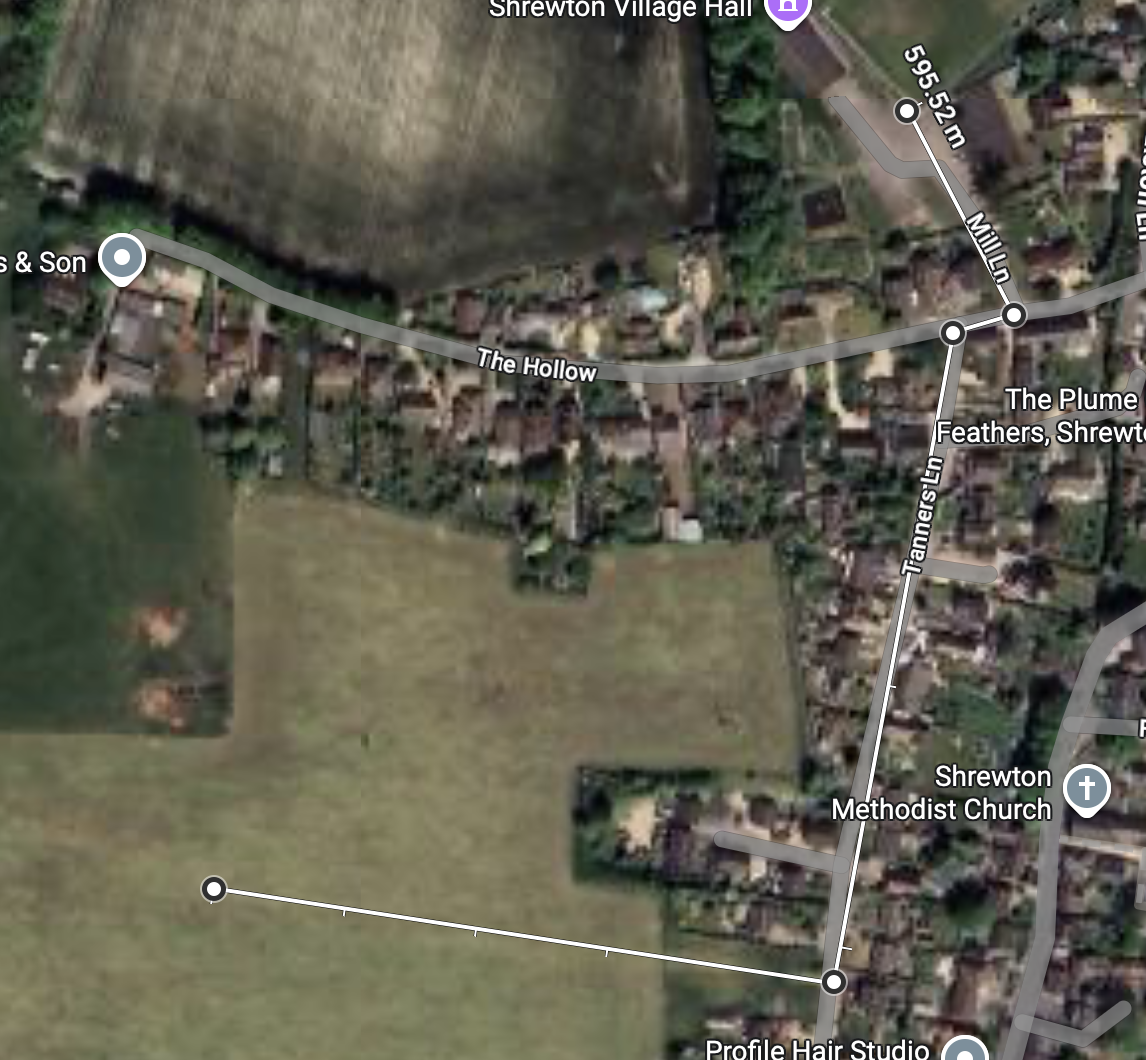 Shrewton Village Hall
595.52 m
Mill Ln
s & Son
The Hollow
The Plume
Feathers, Shrewt
Tanners Ln
Shrewton
Methodist Church
Profile Hair Studio